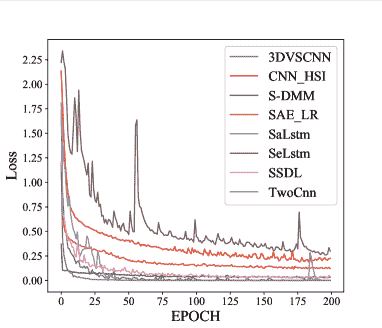 2.25
2.00
1.75
1.50
1.25
1.00
0.75
0.50
0.25
0.00
Loss
0
25
50
75
100
125
150
175
200
EPOCH
3DVSCNN
CNN_HSI
S-DMM
SAE_LR
SaLstm
SeLstm
SSDL
TwoCnn